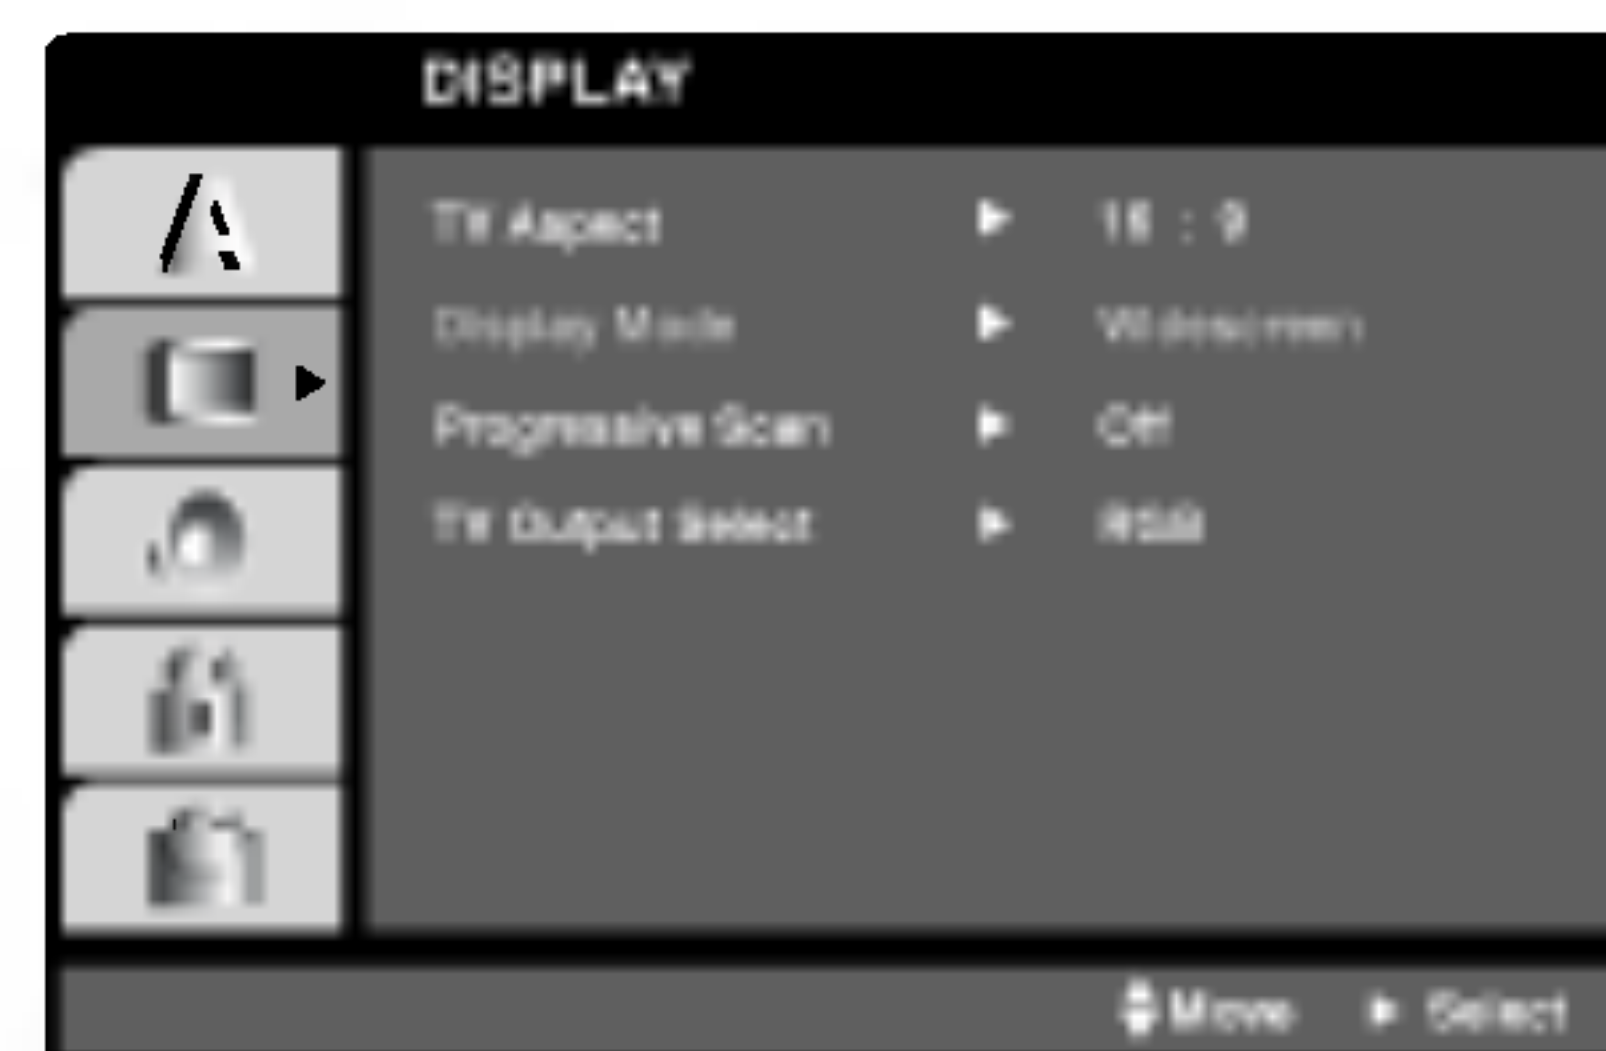 DISPLAY
TV Aspect ▶ 16 : 9
Display Mode ▶ Widescreen
Progressive Scan ▶ Off
TV Output Select ▶ RGB
Move ▶ Select